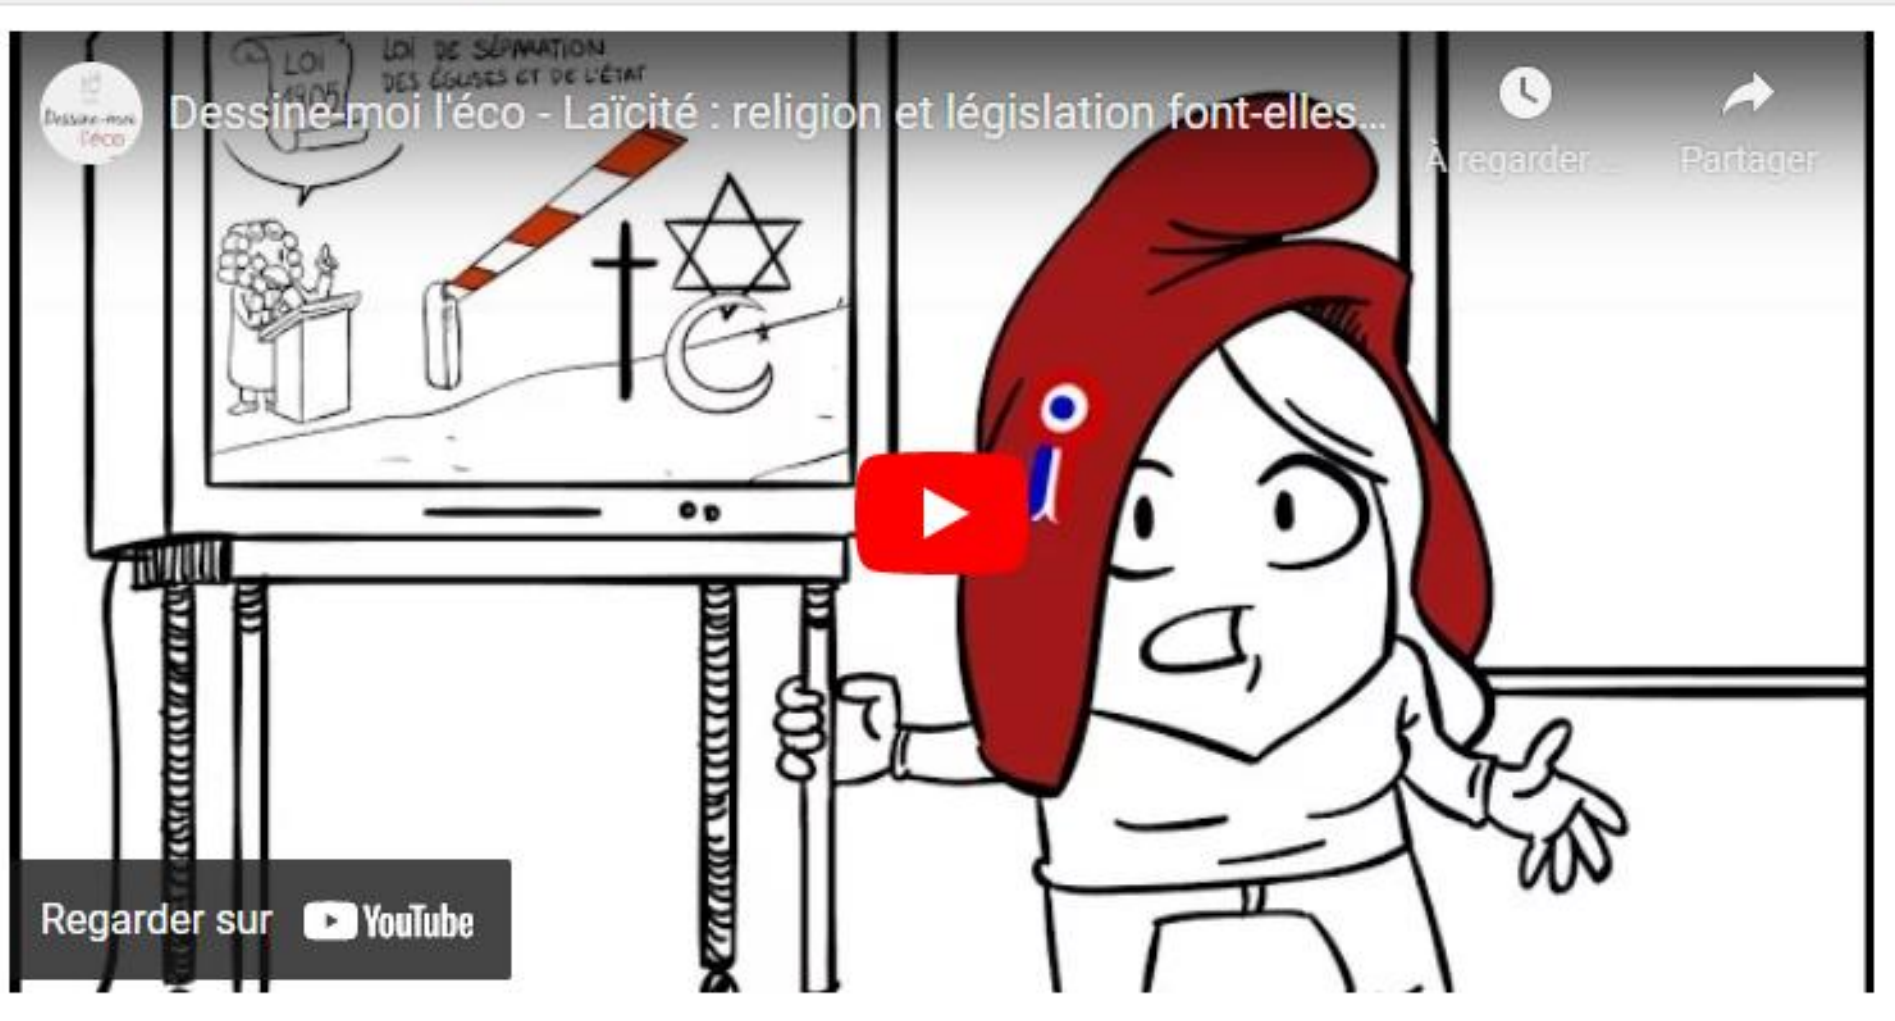 LOI
1905
LOI DE SÉPARATION
DES ÉGLISES ET DE L'ÉTAT
Dessine-moi
l'éco
Dessine-moi l'éco - Laïcité : religion et législation font-elles...
À regarder ...
Partager
Regarder sur YouTube